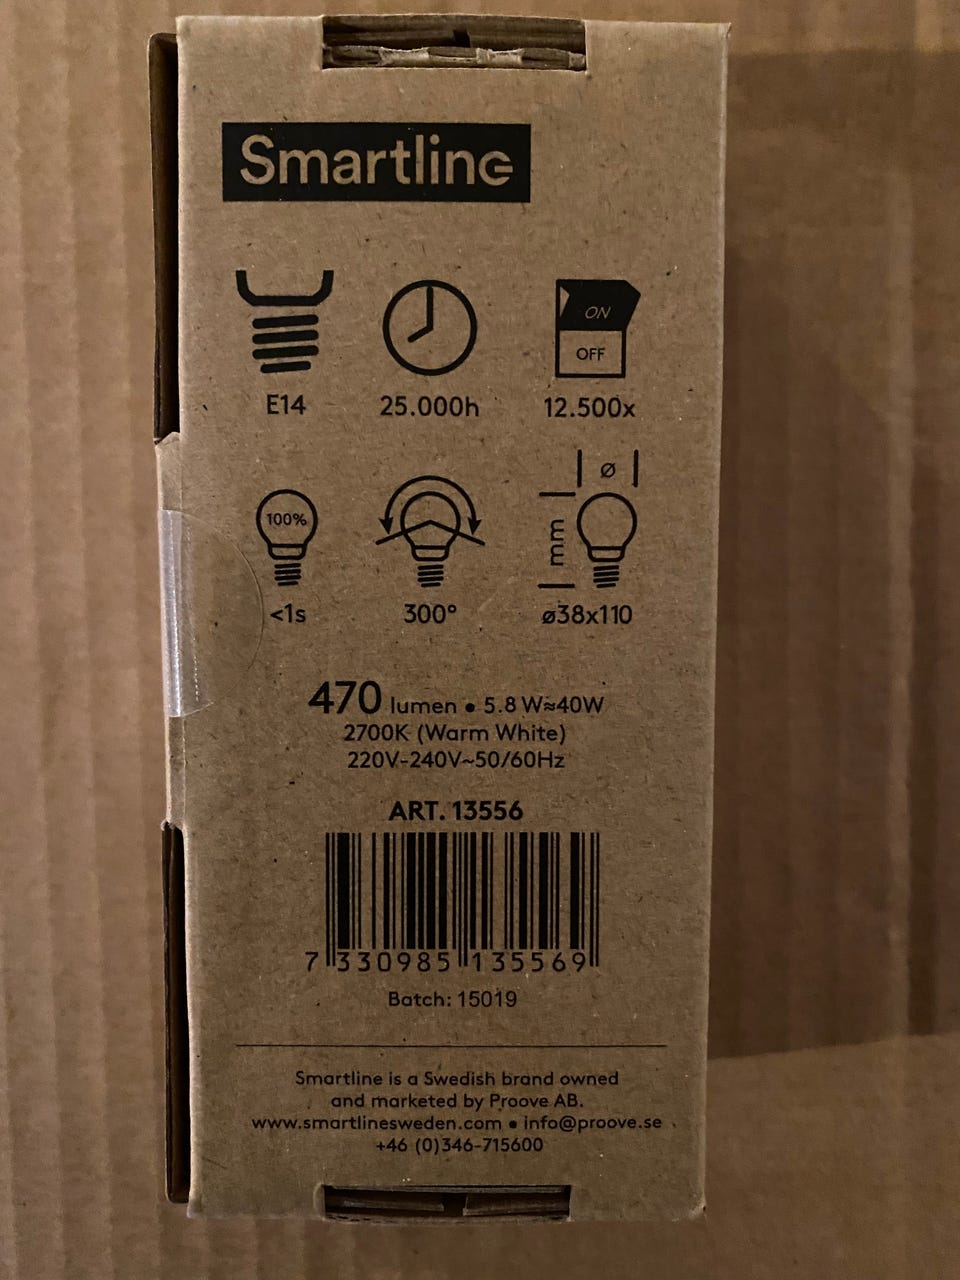 Smartline
ON
OFF
E14 25.000h 12.500x
ø
100%
mm
<1s 300° ø38x110
470 lumen • 5.8 W≈40W
2700K (Warm White)
220V-240V~50/60Hz
ART. 13556
7 330985 135569
Batch: 15019
Smartline is a Swedish brand owned
and marketed by Proove AB.
www.smartlinesweden.com • info@proove.se
+46 (0)346-715600